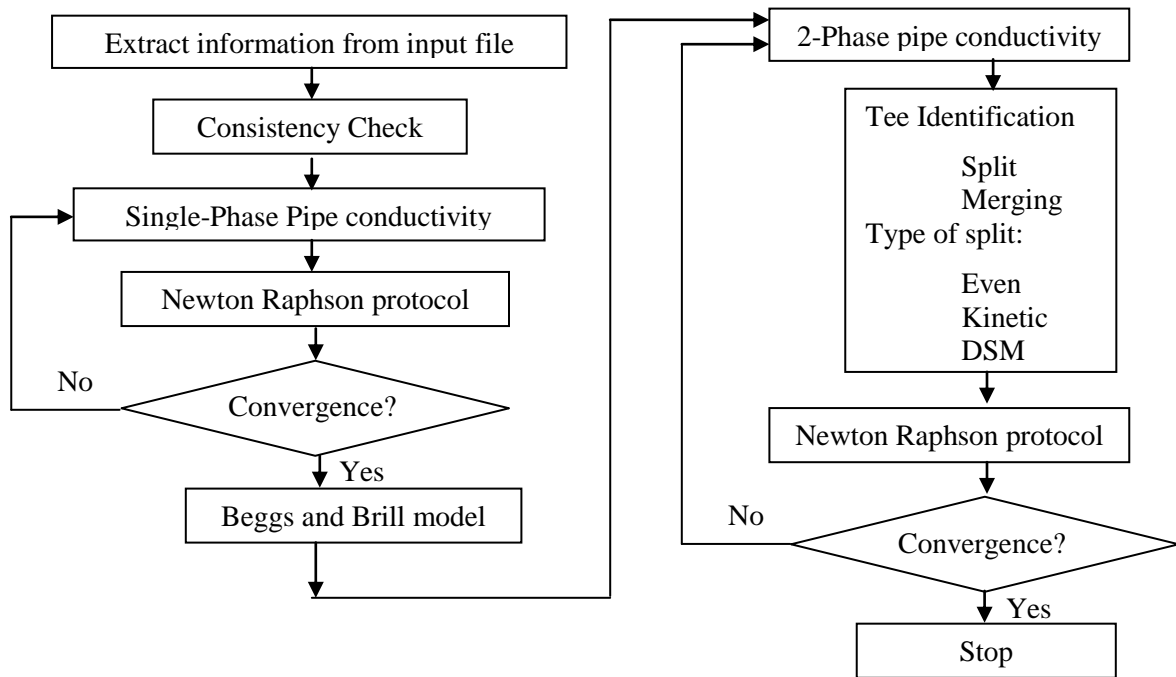 Extract information from input file
Consistency Check
Single-Phase Pipe conductivity
Newton Raphson protocol
No
Convergence?
Yes
Beggs and Brill model
2-Phase pipe conductivity
Tee Identification
Split
Merging
Type of split:
Even
Kinetic
DSM
Newton Raphson protocol
No
Convergence?
Yes
Stop